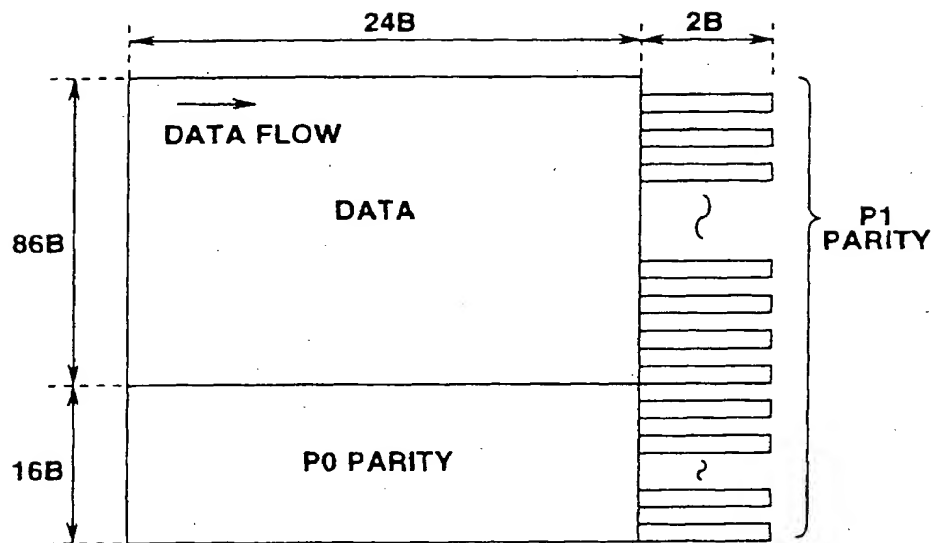 24B
2B
DATA FLOW
DATA
86B
P1
PARITY
16B
P0 PARITY